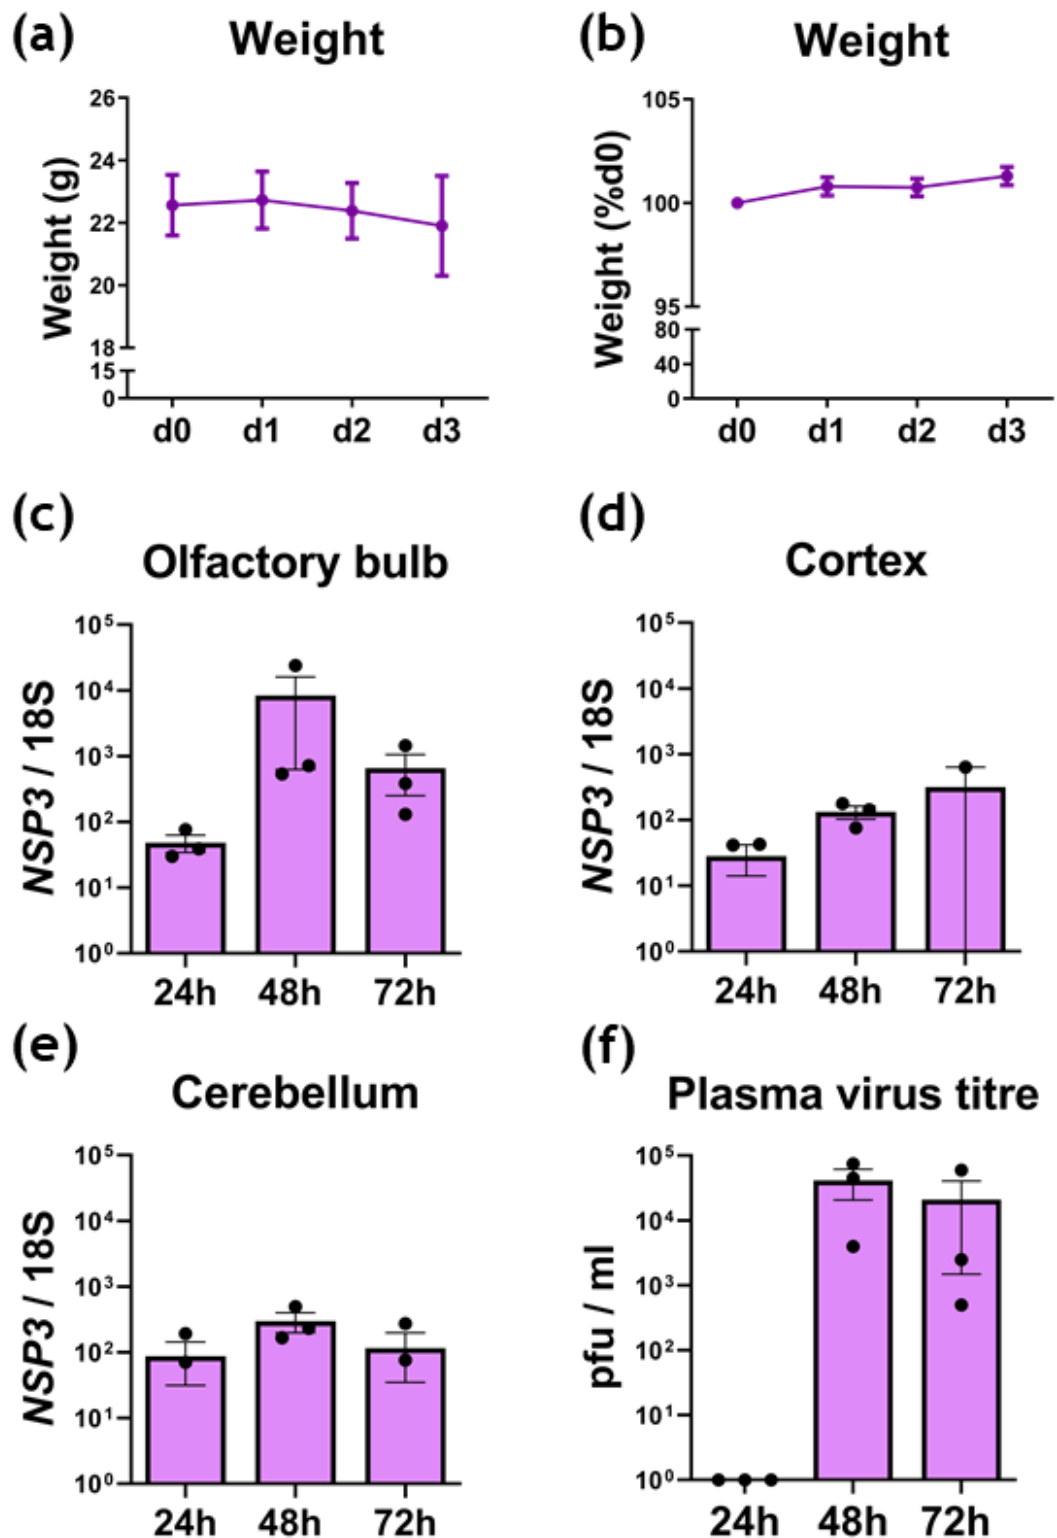 (a) Weight
Weight (g)
26
24
22
20
18
15
0
d0 d1 d2 d3
(b) Weight
Weight (%d0)
105
100
95
80
40
0
d0 d1 d2 d3
(c)
Olfactory bulb
NSP3 / 18S
10⁵
10⁴
10³
10²
10¹
10⁰
24h 48h 72h
(d)
Cortex
NSP3 / 18S
10⁵
10⁴
10³
10²
10¹
10⁰
24h 48h 72h
(e)
Cerebellum
NSP3 / 18S
10⁵
10⁴
10³
10²
10¹
10⁰
24h 48h 72h
(f)
Plasma virus titre
pfu / ml
10⁵
10⁴
10³
10²
10¹
10⁰
24h 48h 72h